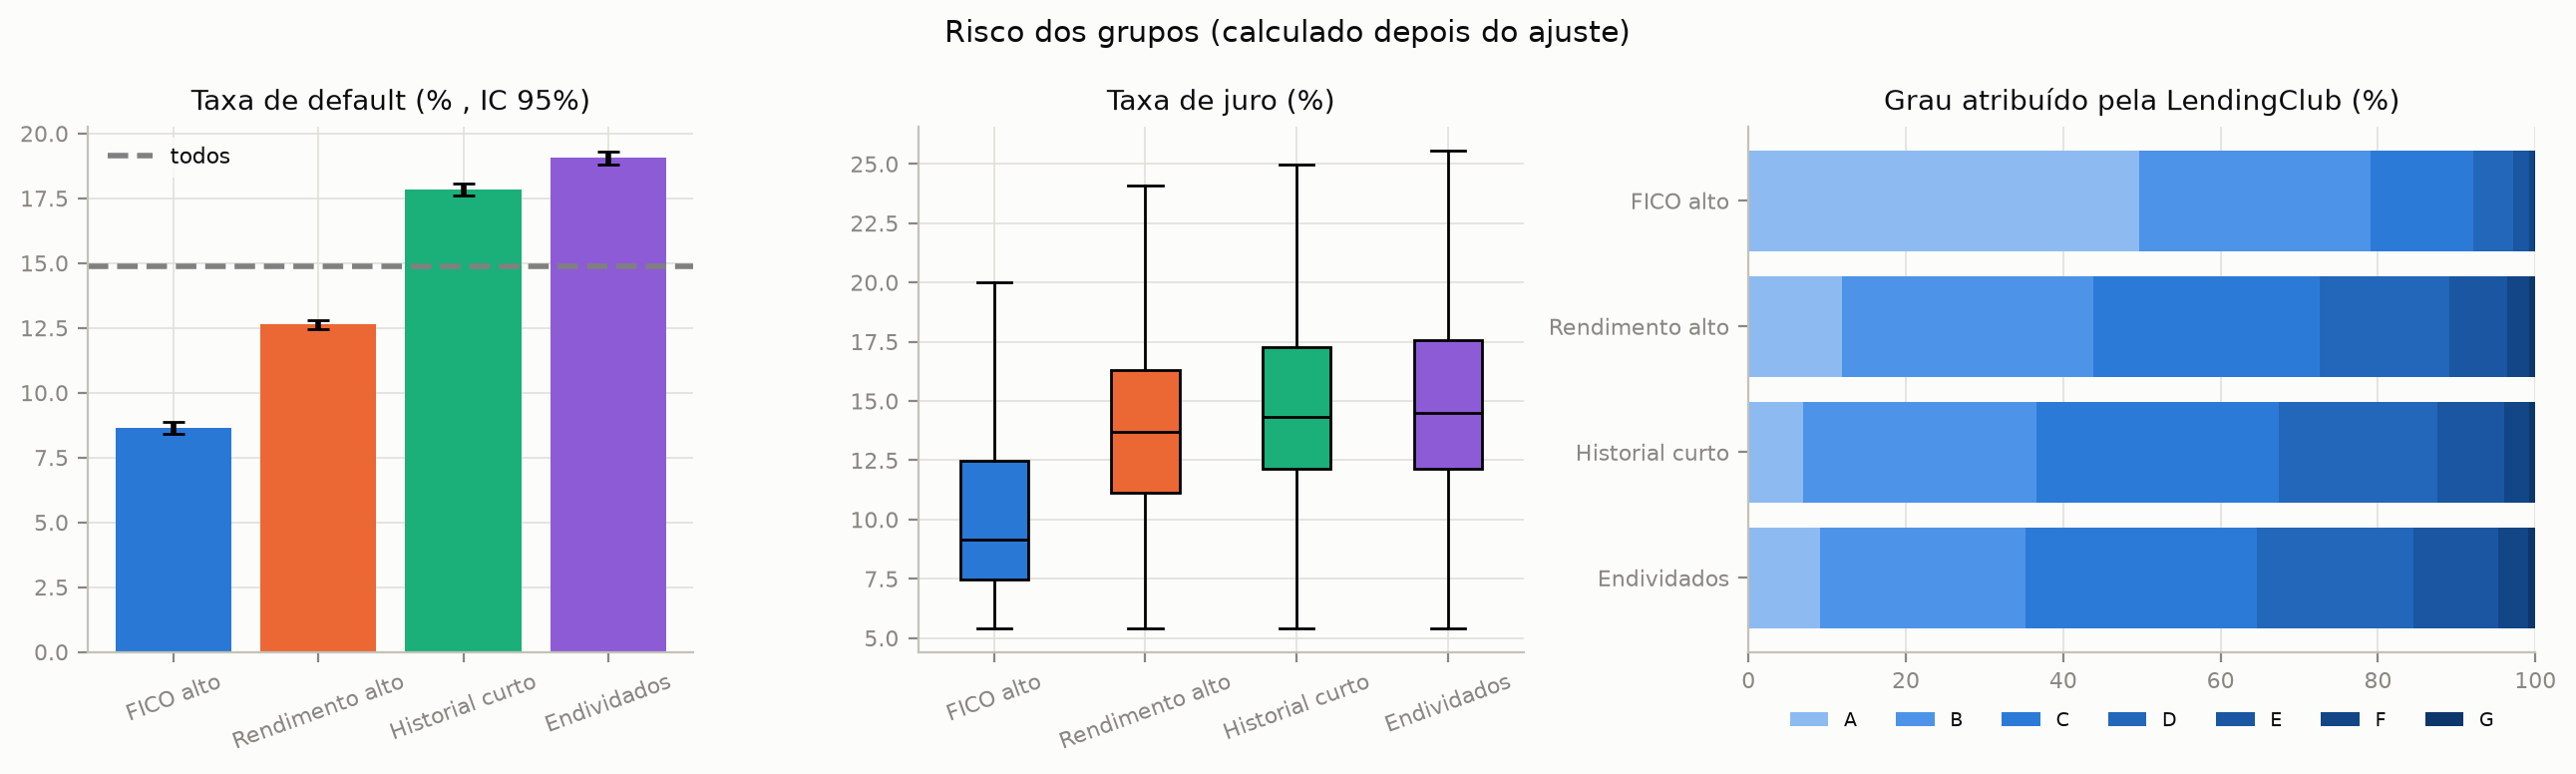 Risco dos grupos (calculado depois do ajuste)
Taxa de default (% , IC 95%)
20.0
17.5
15.0
12.5
10.0
7.5
5.0
2.5
0.0
todos
FICO alto
Rendimento alto
Historial curto
Endividados
Taxa de juro (%)
25.0
22.5
20.0
17.5
15.0
12.5
10.0
7.5
5.0
FICO alto
Rendimento alto
Historial curto
Endividados
Grau atribuído pela LendingClub (%)
FICO alto
Rendimento alto
Historial curto
Endividados
0 20 40 60 80 100
A B C D E F G